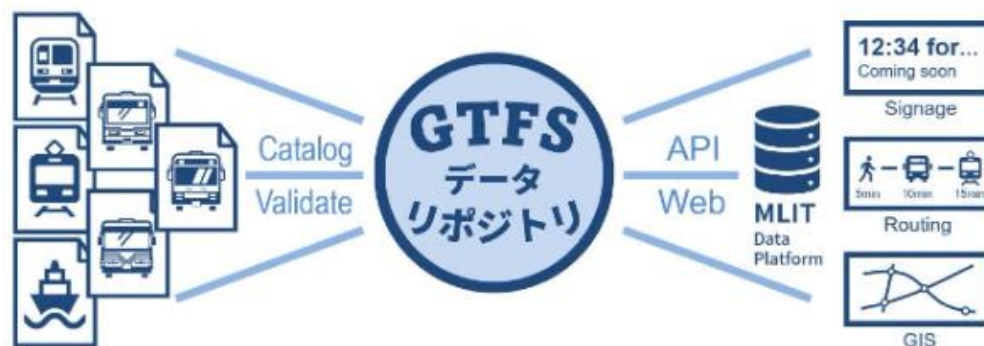 Catalog
Validate
GTFS
データ
リポジトリ
API
Web
MLIT
Data
Platform
12:34 for...
Coming soon
Signage
5min 10min 15min
Routing
GIS